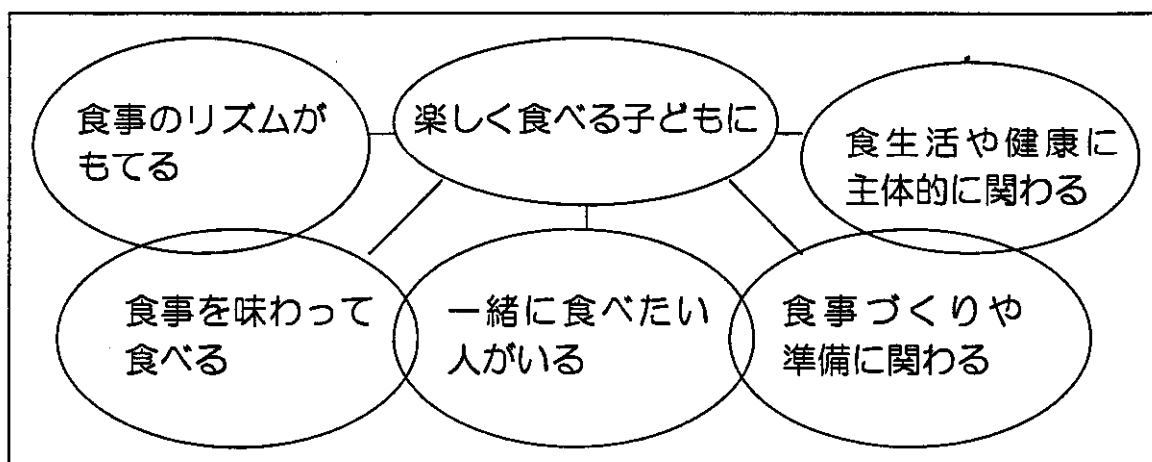 食事のリズムが
もてる
楽しく食べる子どもに
食生活や健康に
主体的に関わる
食事を味わって
食べる
一緒に食べたい
人がいる
食事づくりや
準備に関わる